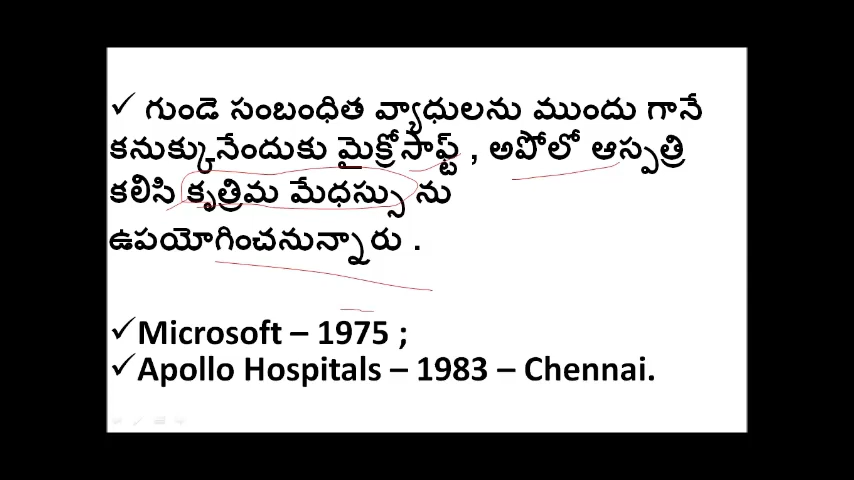 ✓ గుండె సంబంధిత వ్యాధులను ముందు గానే
కనుక్కునేందుకు మైక్రోసాఫ్ట్ , అపోలో ఆస్పత్రి
కలిసి కృత్రిమ మేధస్సు ను
ఉపయోగించనున్నారు .
✓Microsoft – 1975 ;
✓Apollo Hospitals – 1983 – Chennai.